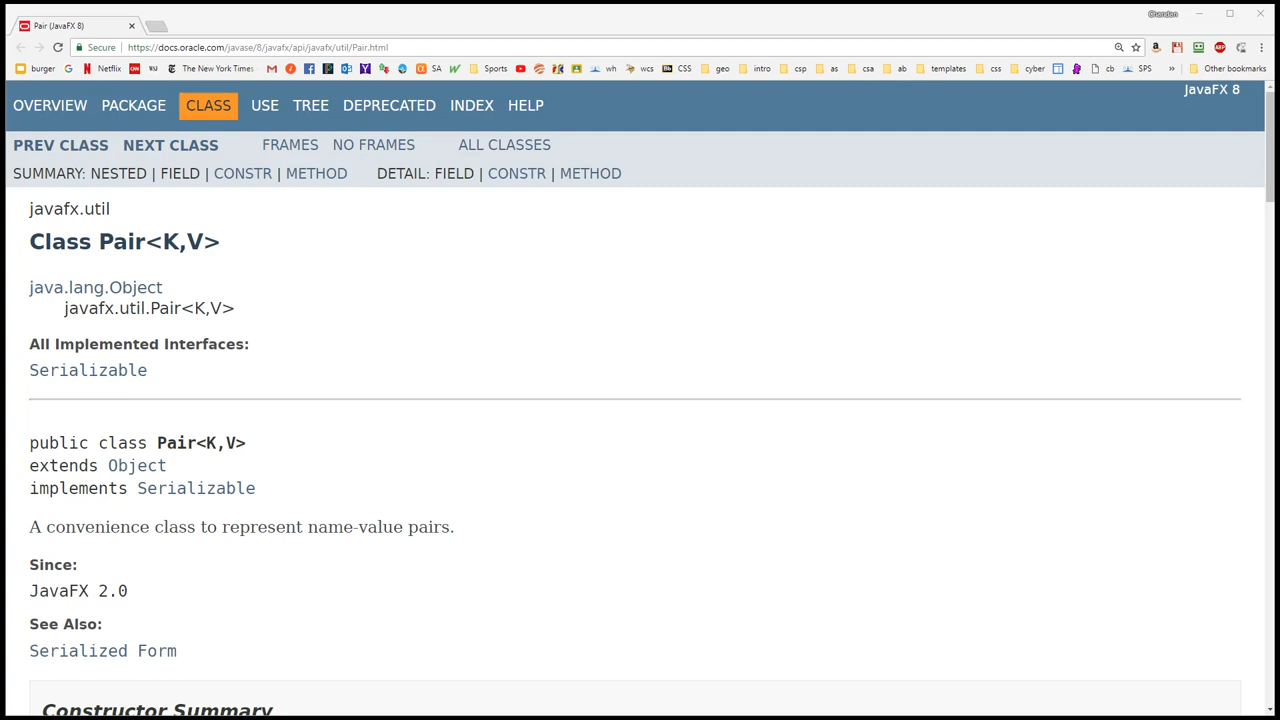 Pair (JavaFX 8)
Chandan
Secure
https://docs.oracle.com/javase/8/javafx/api/javafx/util/Pair.html
burger Netflix The New York Times SA Sports wh wcs CSS geo intro csp as csa ab templates css cyber cb SPS » Other bookmarks
OVERVIEW PACKAGE CLASS USE TREE DEPRECATED INDEX HELP
JavaFX 8
PREV CLASS NEXT CLASS FRAMES NO FRAMES ALL CLASSES
SUMMARY: NESTED | FIELD | CONSTR | METHOD DETAIL: FIELD | CONSTR | METHOD
javafx.util
Class Pair<K,V>
java.lang.Object
javafx.util.Pair<K,V>
All Implemented Interfaces:
Serializable
public class Pair<K,V>
extends Object
implements Serializable
A convenience class to represent name-value pairs.
Since:
JavaFX 2.0
See Also:
Serialized Form
Constructor Summary